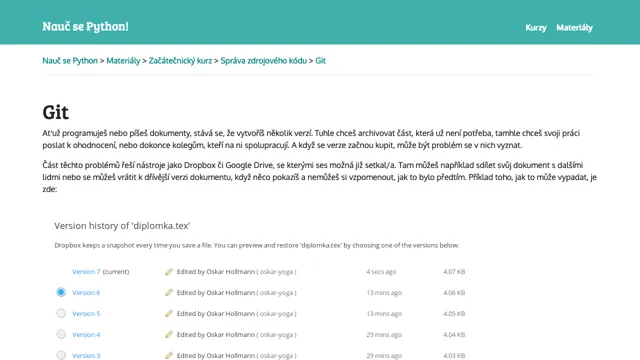 Nauč se Python!
Kurzy Materiály
Nauč se Python > Materiály > Začátečnický kurz > Správa zdrojového kódu > Git
Git
Ať už programuješ nebo píšeš dokumenty, stává se, že vytvoříš několik verzí. Tuhle chceš archivovat část, která už není potřeba, tamhle chceš svoji práci
poslat k ohodnocení, nebo dokonce kolegům, kteří na ni spolupracují. A když se verze začnou kupit, může být problém se v nich vyznat.
Část těchto problémů řeší nástroje jako Dropbox či Google Drive, se kterými ses možná již setkal/a. Tam můžeš například sdílet svůj dokument s dalšími
lidmi nebo se můžeš vrátit k dřívější verzi dokumentu, když něco pokazíš a nemůžeš si vzpomenout, jak to bylo předtím. Příklad toho, jak to může vypadat, je
zde:
Version history of 'diplomka.tex'
Dropbox keeps a snapshot every time you save a file. You can preview and restore 'diplomka.tex' by choosing one of the versions below:
Version 7 (current) Edited by Oskar Hollmann ( oskar-yoga ) 4 secs ago 4.07 KB
Version 6 Edited by Oskar Hollmann ( oskar-yoga ) 13 mins ago 4.06 KB
Version 5 Edited by Oskar Hollmann ( oskar-yoga ) 13 mins ago 4.05 KB
Version 4 Edited by Oskar Hollmann ( oskar-yoga ) 29 mins ago 4.04 KB
Version 3 Edited by Oskar Hollmann ( oskar-yoga ) 29 mins ago 4.03 KB